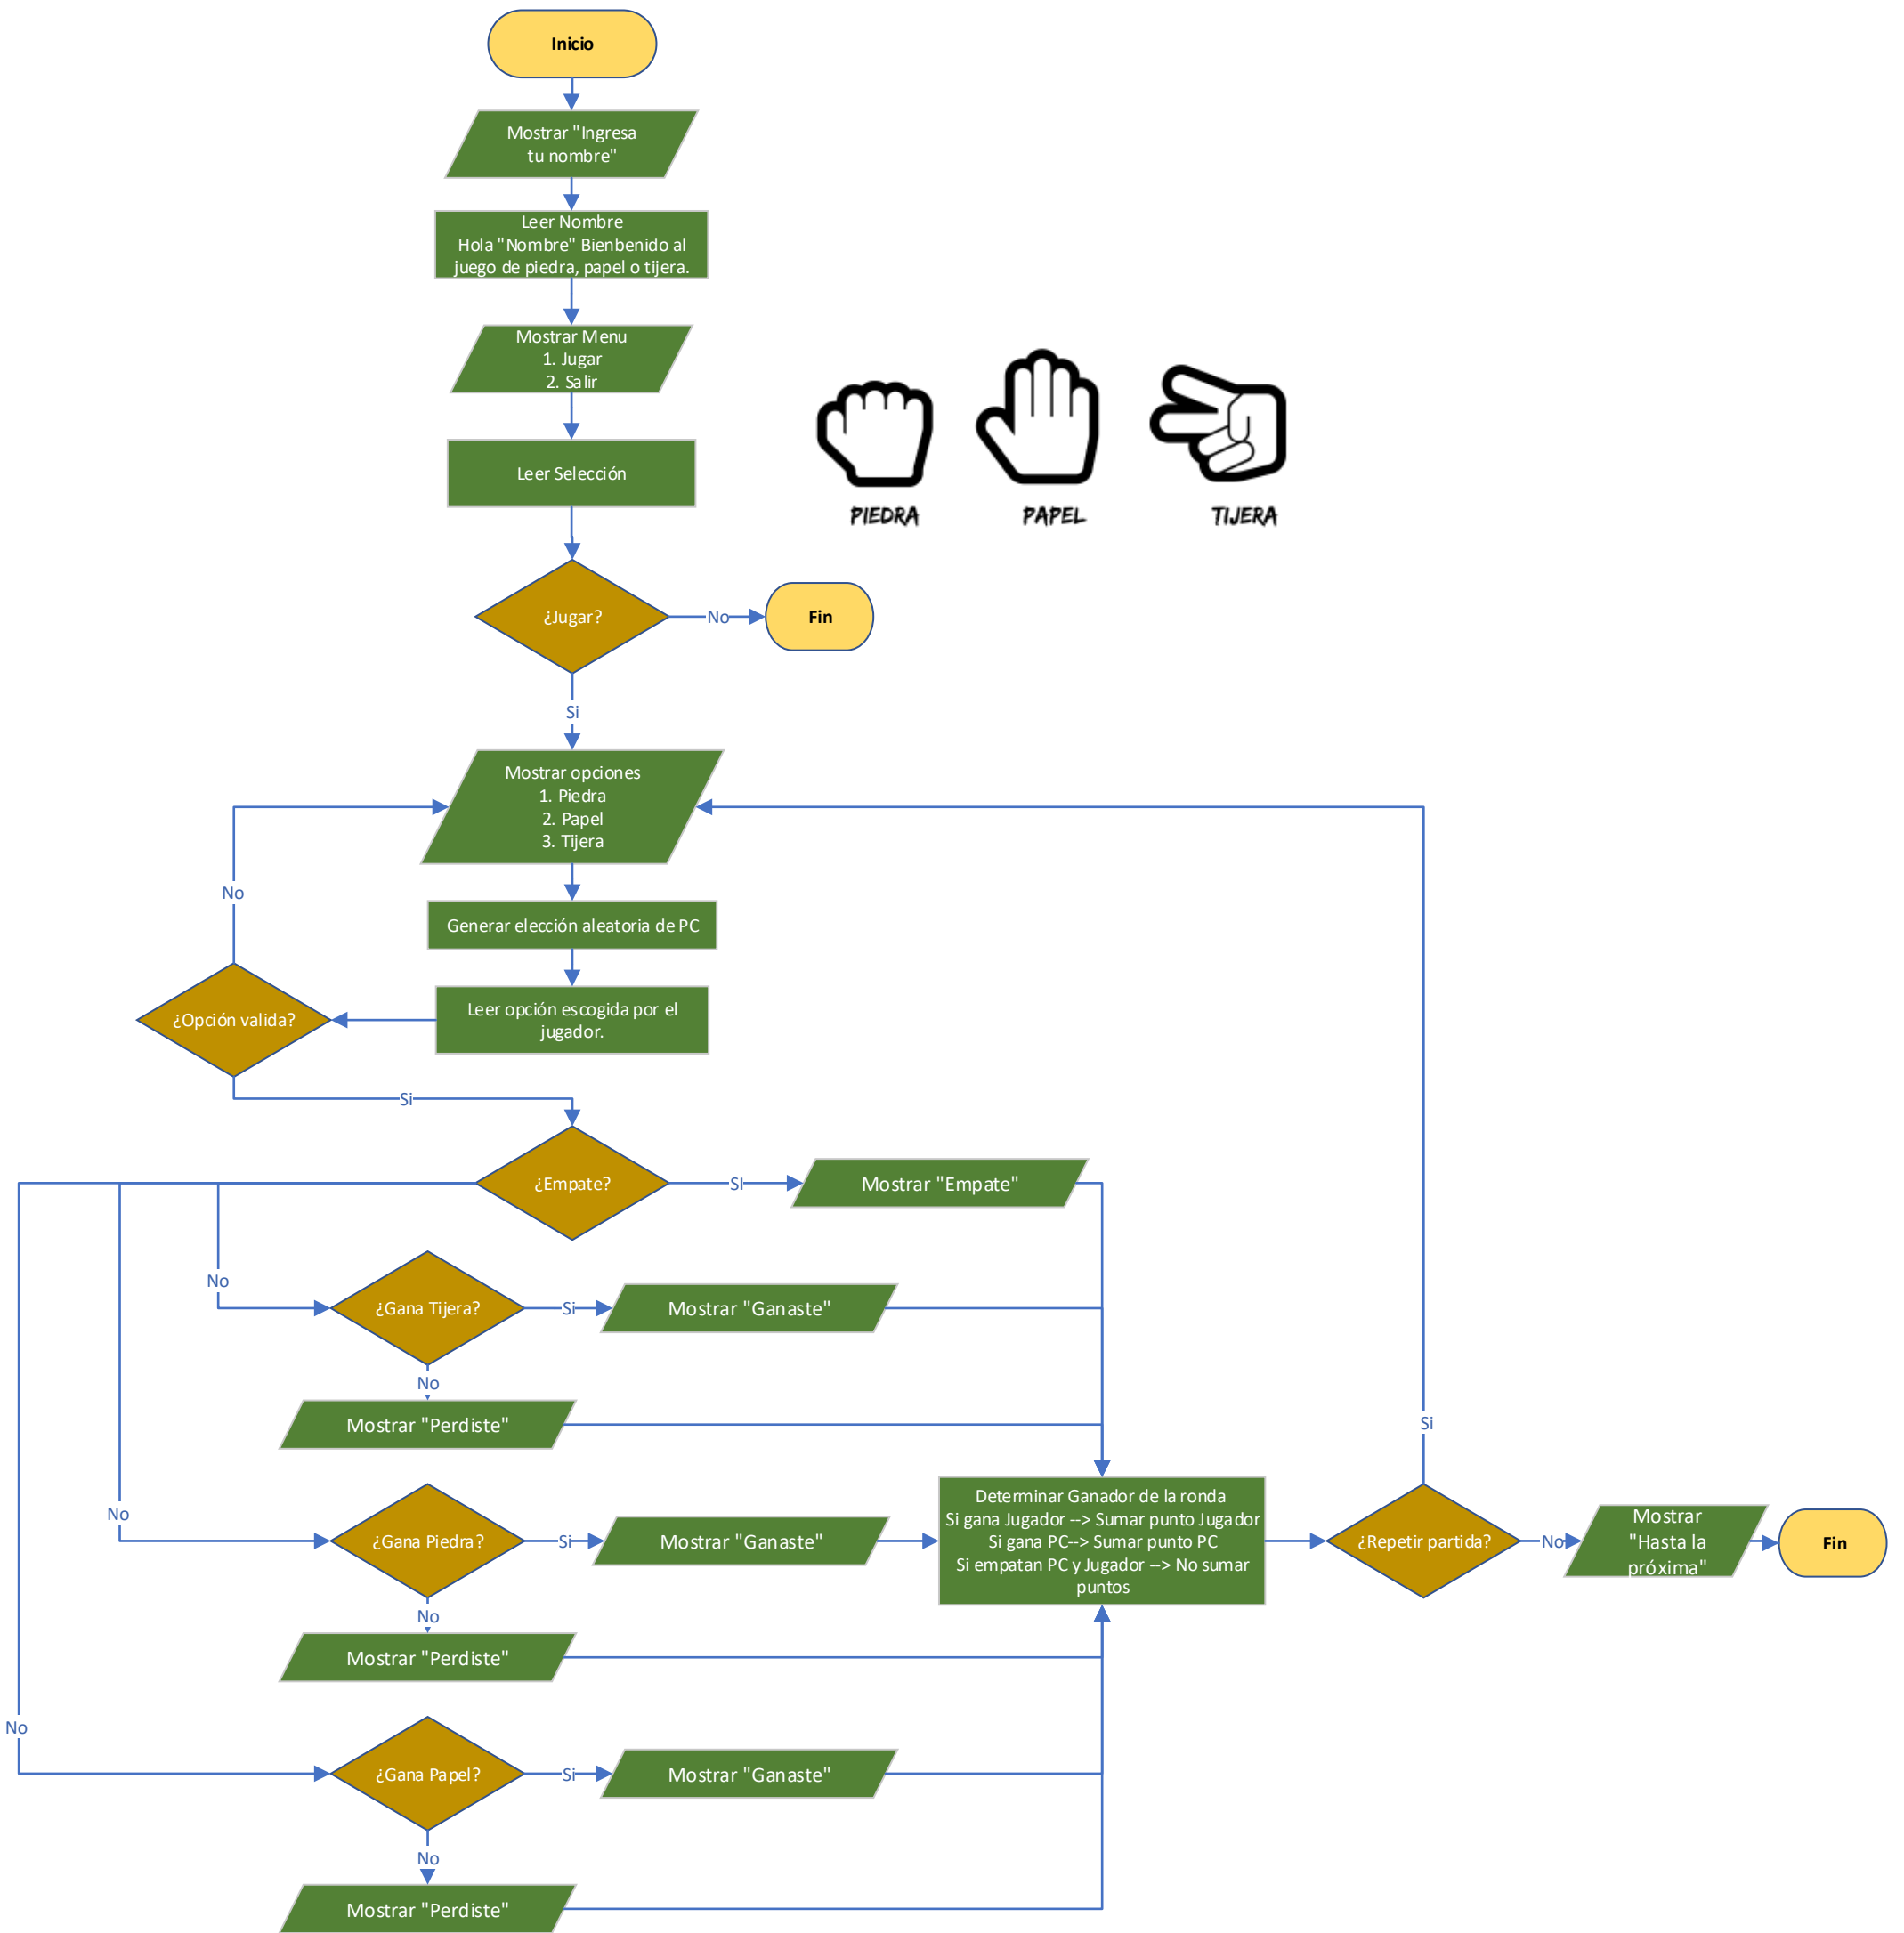 Inicio
Mostrar "Ingresa
tu nombre"
Leer Nombre
Hola "Nombre" Bienbenido al
juego de piedra, papel o tijera.
Mostrar Menu
1. Jugar
2. Salir
Leer Selección
PIEDRA
PAPEL
TIJERA
¿Jugar?
No
Fin
Si
Mostrar opciones
1. Piedra
2. Papel
3. Tijera
No
Generar elección aleatoria de PC
Leer opción escogida por el
jugador.
¿Opción valida?
Si
¿Empate?
SI
Mostrar "Empate"
No
¿Gana Tijera?
Si
Mostrar "Ganaste"
No
Mostrar "Perdiste"
No
¿Gana Piedra?
Si
Mostrar "Ganaste"
No
Mostrar "Perdiste"
Determinar Ganador de la ronda
Si gana Jugador --> Sumar punto Jugador
Si gana PC--> Sumar punto PC
Si empatan PC y Jugador --> No sumar
puntos
Si
¿Repetir partida?
No
Mostrar
"Hasta la
próxima"
Fin
No
¿Gana Papel?
Si
Mostrar "Ganaste"
No
Mostrar "Perdiste"